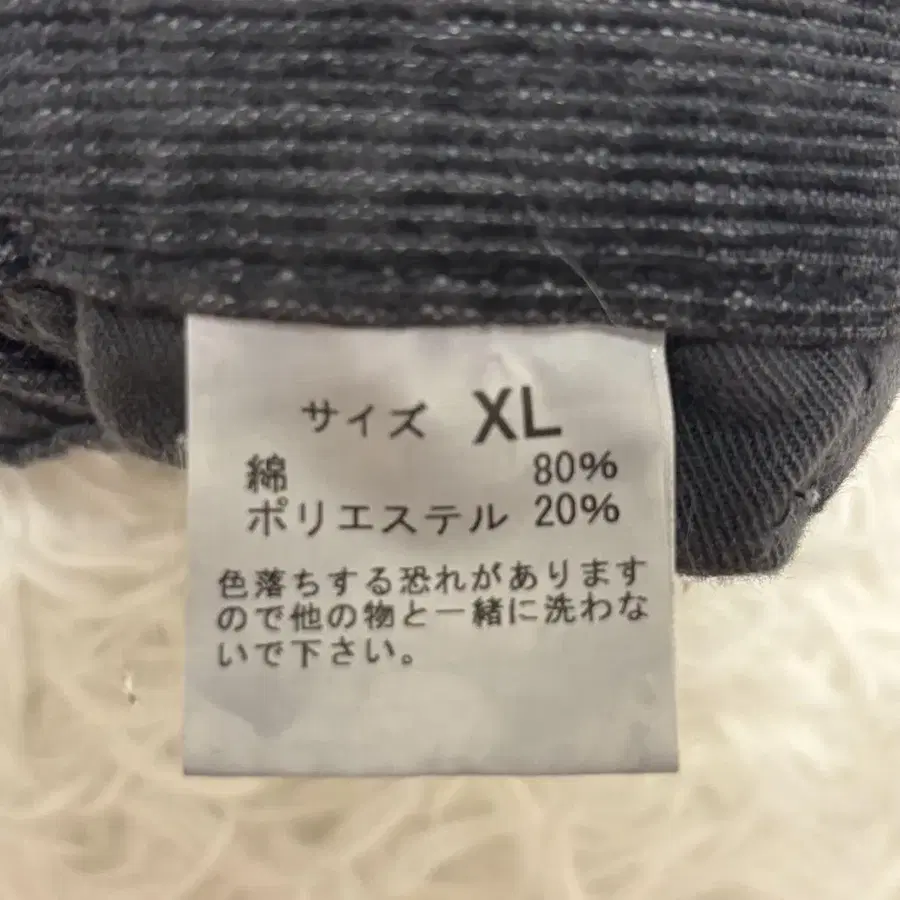 サイズ XL
綿 80%
ポリエステル 20%
色落ちする恐れがあります
ので他の物と一緒に洗わな
いで下さい。